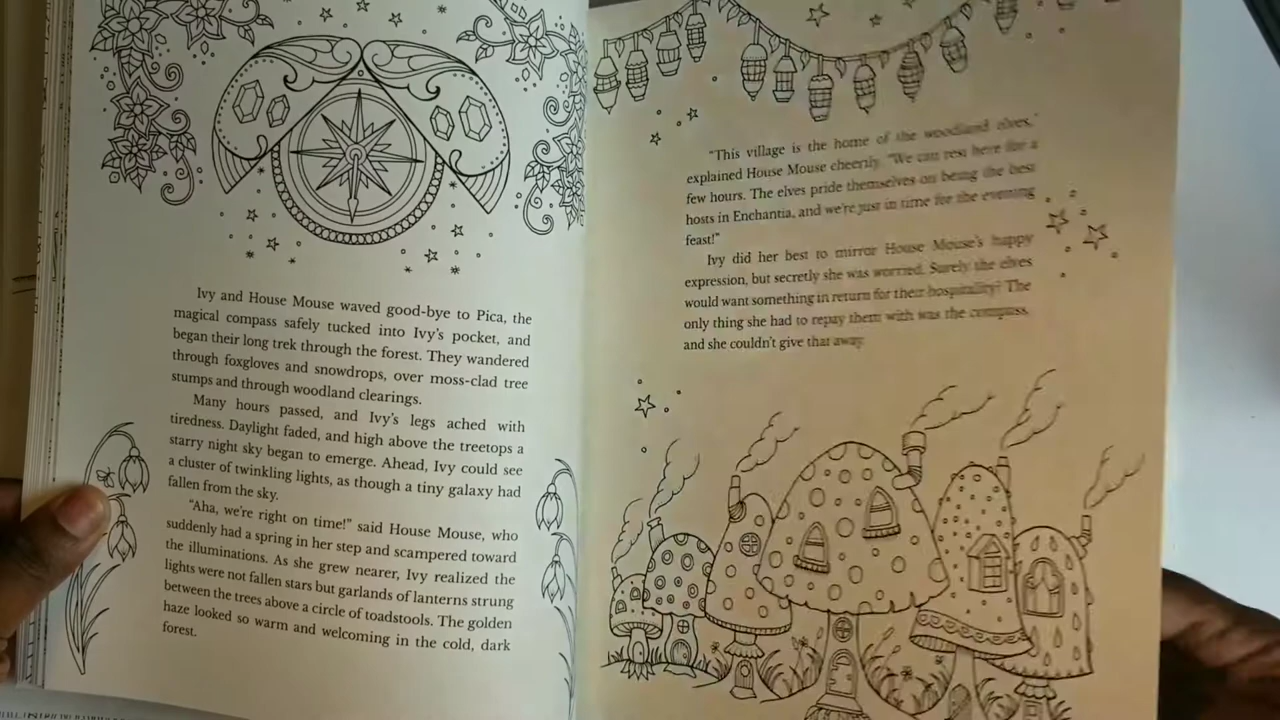 Ivy and House Mouse waved good-bye to Pica, the
magical compass safely tucked into Ivy's pocket, and
began their long trek through the forest. They wandered
through foxgloves and snowdrops, over moss-clad tree
stumps and through woodland clearings.
Many hours passed, and Ivy's legs ached with
tiredness. Daylight faded, and high above the treetops a
starry night sky began to emerge. Ahead, Ivy could see
a cluster of twinkling lights, as though a tiny galaxy had
fallen from the sky.
"Aha, we're right on time!" said House Mouse, who
suddenly had a spring in her step and scampered toward
the illuminations. As she grew nearer, Ivy realized the
lights were not fallen stars but garlands of lanterns strung
between the trees above a circle of toadstools. The golden
haze looked so warm and welcoming in the cold, dark
forest.
"This village is the home of the woodland elves,"
explained House Mouse cheerily. "We can rest here for a
few hours. The elves pride themselves on being the best
hosts in Enchantia, and we're just in time for the evening
feast!"
Ivy did her best to mirror House Mouse's happy
expression, but secretly she was worried. Surely the elves
would want something in return for their hospitality? The
only thing she had to repay them with was the compass,
and she couldn't give that away.